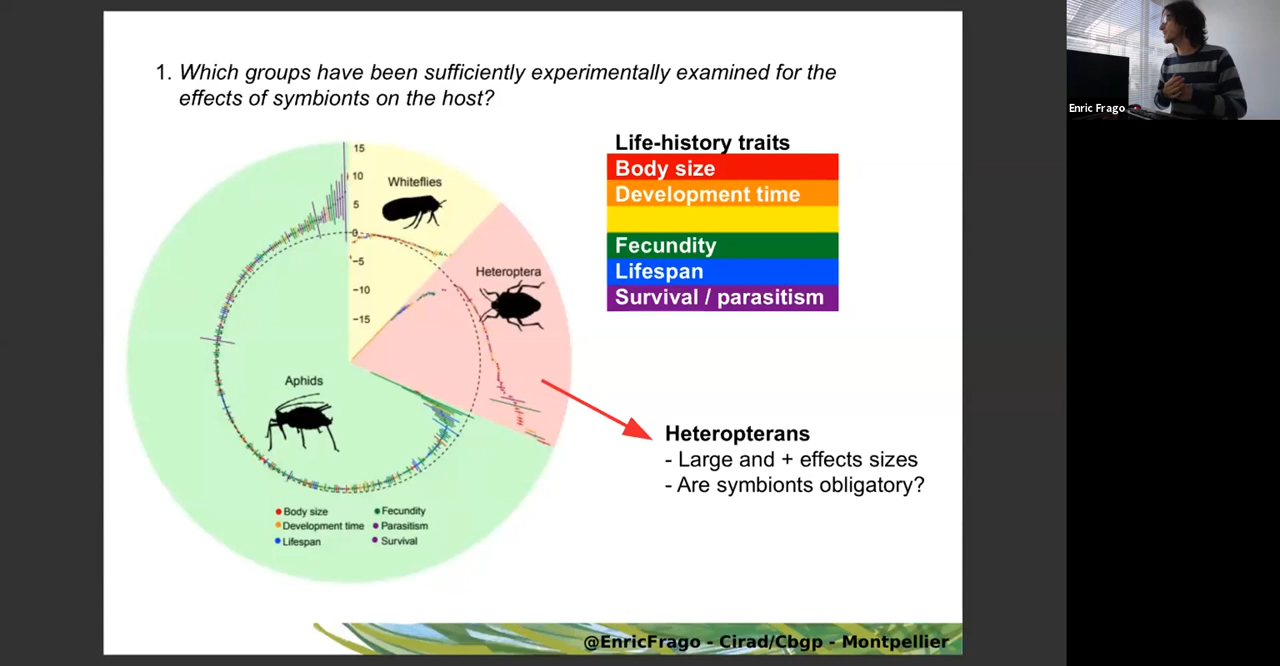 1. Which groups have been sufficiently experimentally examined for the
effects of symbionts on the host?
Enric Frago
Life-history traits
Body size
Development time
Fecundity
Lifespan
Survival / parasitism
15
10
5
0
−5
−10
−15
Whiteflies
Heteroptera
Aphids
Body size
Development time
Lifespan
Fecundity
Parasitism
Survival
Heteropterans
- Large and + effects sizes
- Are symbionts obligatory?
@EnricFrago - Cirad/Cbgp - Montpellier